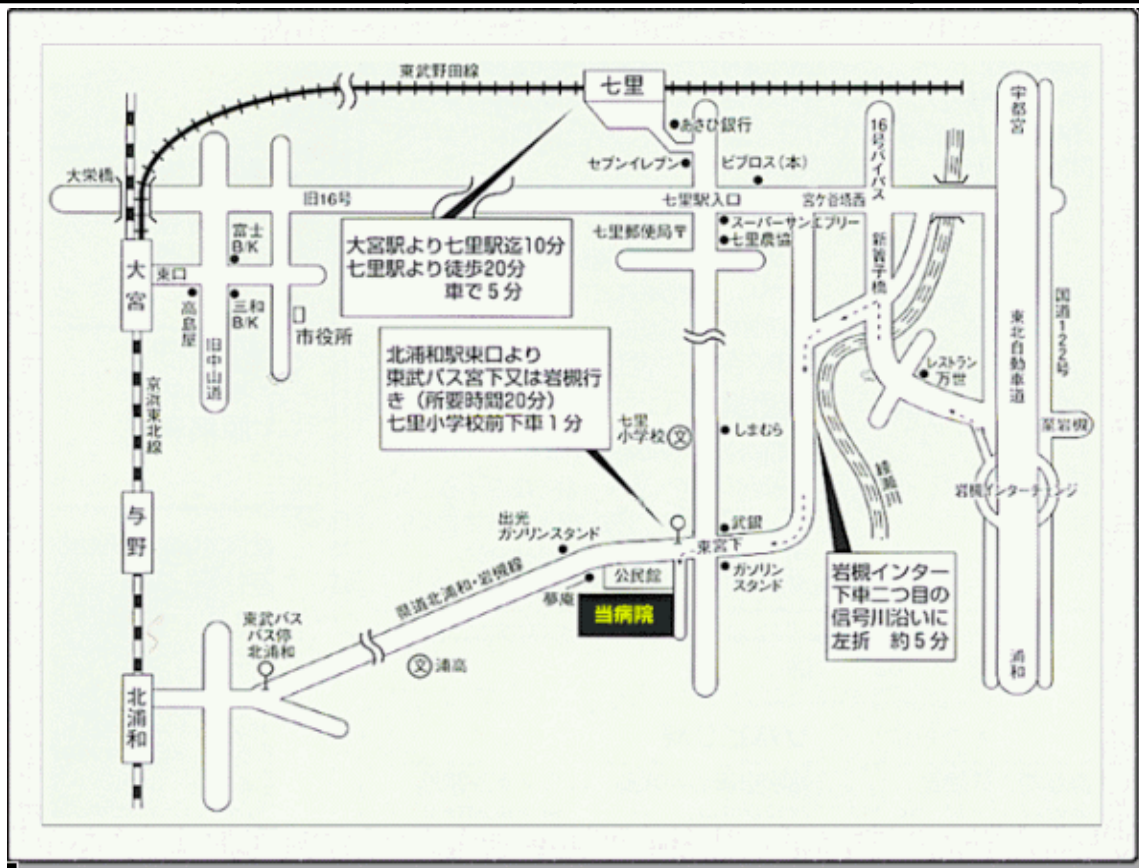 東武野田線
七里
あさひ銀行
セブンイレブン
ビブロス(本)
16号バイパス
宇都宮
大栄橋
旧16号
七里駅入口
宮ケ谷塔西
スーパーサンエブリー
七里郵便局〒
七里農協
富士
B/K
大宮
東口
高島屋
三和
B/K
市役所
旧中山道
大宮駅より七里駅迄10分
七里駅より徒歩20分
車で5分
東北自動車道
国道122号
京浜東北線
北浦和駅東口より
東武バス宮下又は岩槻行
き(所要時間20分)
七里小学校前下車1分
レストラン
万世
至岩槻
七里
小学校
文
しまむら
綾瀬川
岩槻インターチェンジ
与野
出光
ガソリンスタンド
武銀
東宮下
県道北浦和・岩槻線
公民館
夢庵
当病院
ガソリン
スタンド
岩槻インター
下車二つ目の
信号川沿いに
左折 約5分
東武バス
バス停
北浦和
文
浦高
浦和
北浦和